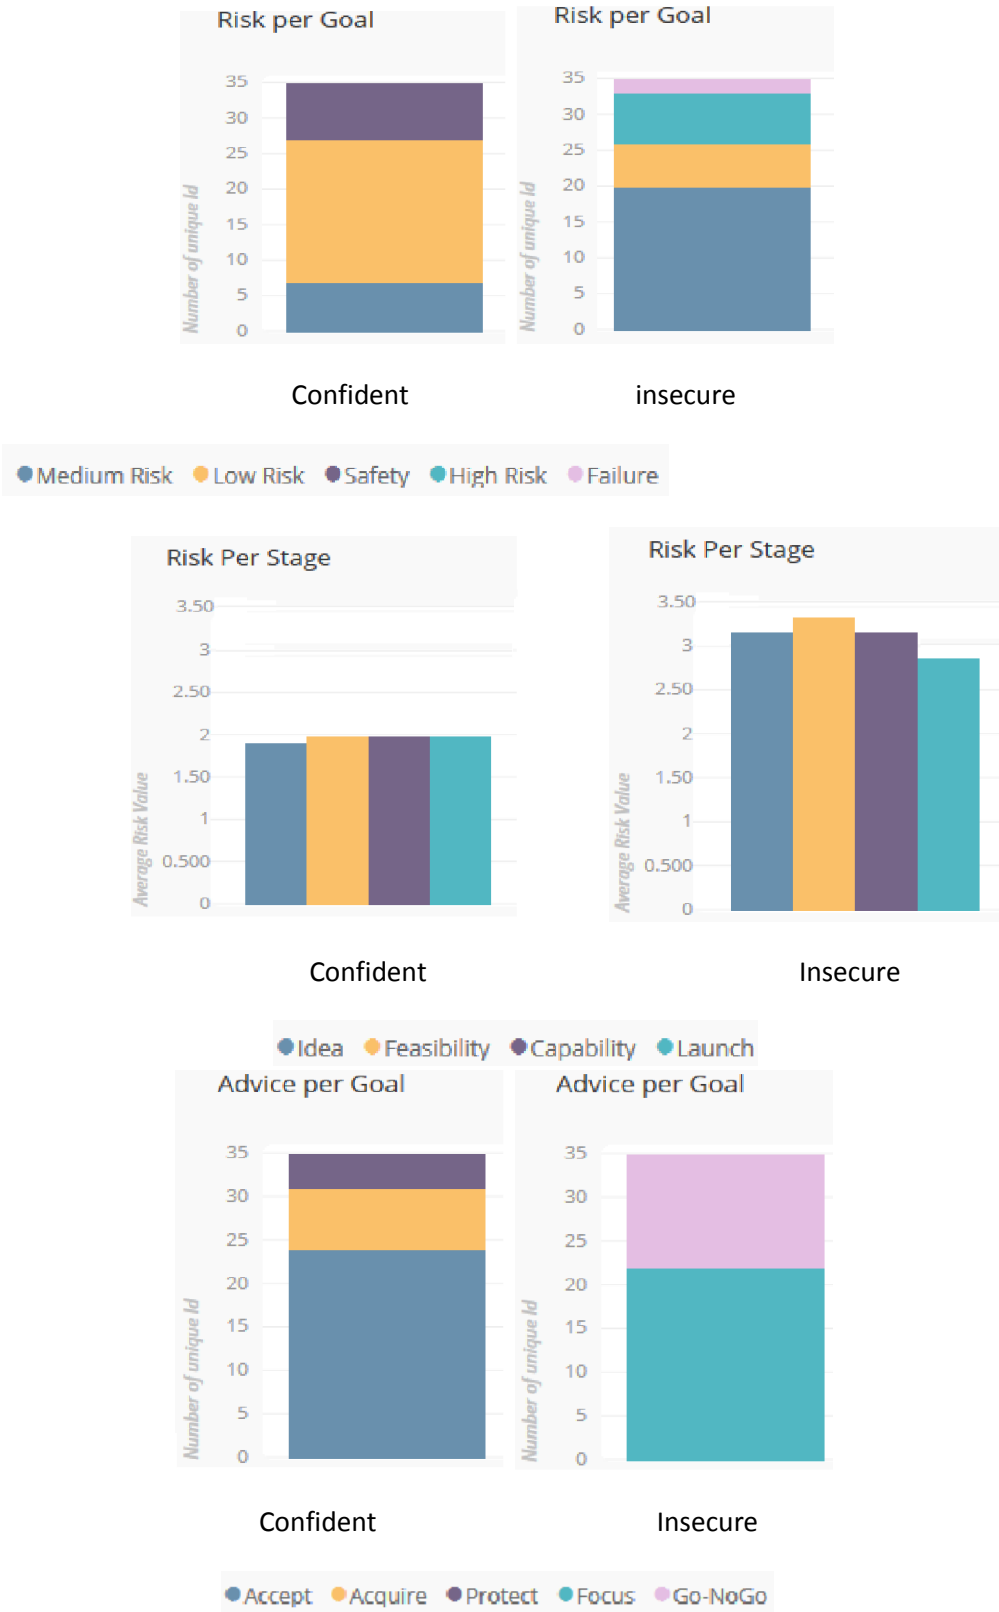 Risk per Goal
Risk per Goal
35
30
25
20
15
10
5
0
Number of unique Id
35
30
25
20
15
10
5
0
Number of unique Id
Confident
insecure
Medium Risk Low Risk Safety High Risk Failure
Risk Per Stage
Risk Per Stage
3.50
3
2.50
2
1.50
1
0.500
0
Average Risk Value
3.50
3
2.50
2
1.50
1
0.500
0
Average Risk Value
Confident
Insecure
Idea Feasibility Capability Launch
Advice per Goal
Advice per Goal
35
30
25
20
15
10
5
0
Number of unique Id
35
30
25
20
15
10
5
0
Number of unique Id
Confident
Insecure
Accept Acquire Protect Focus Go-NoGo